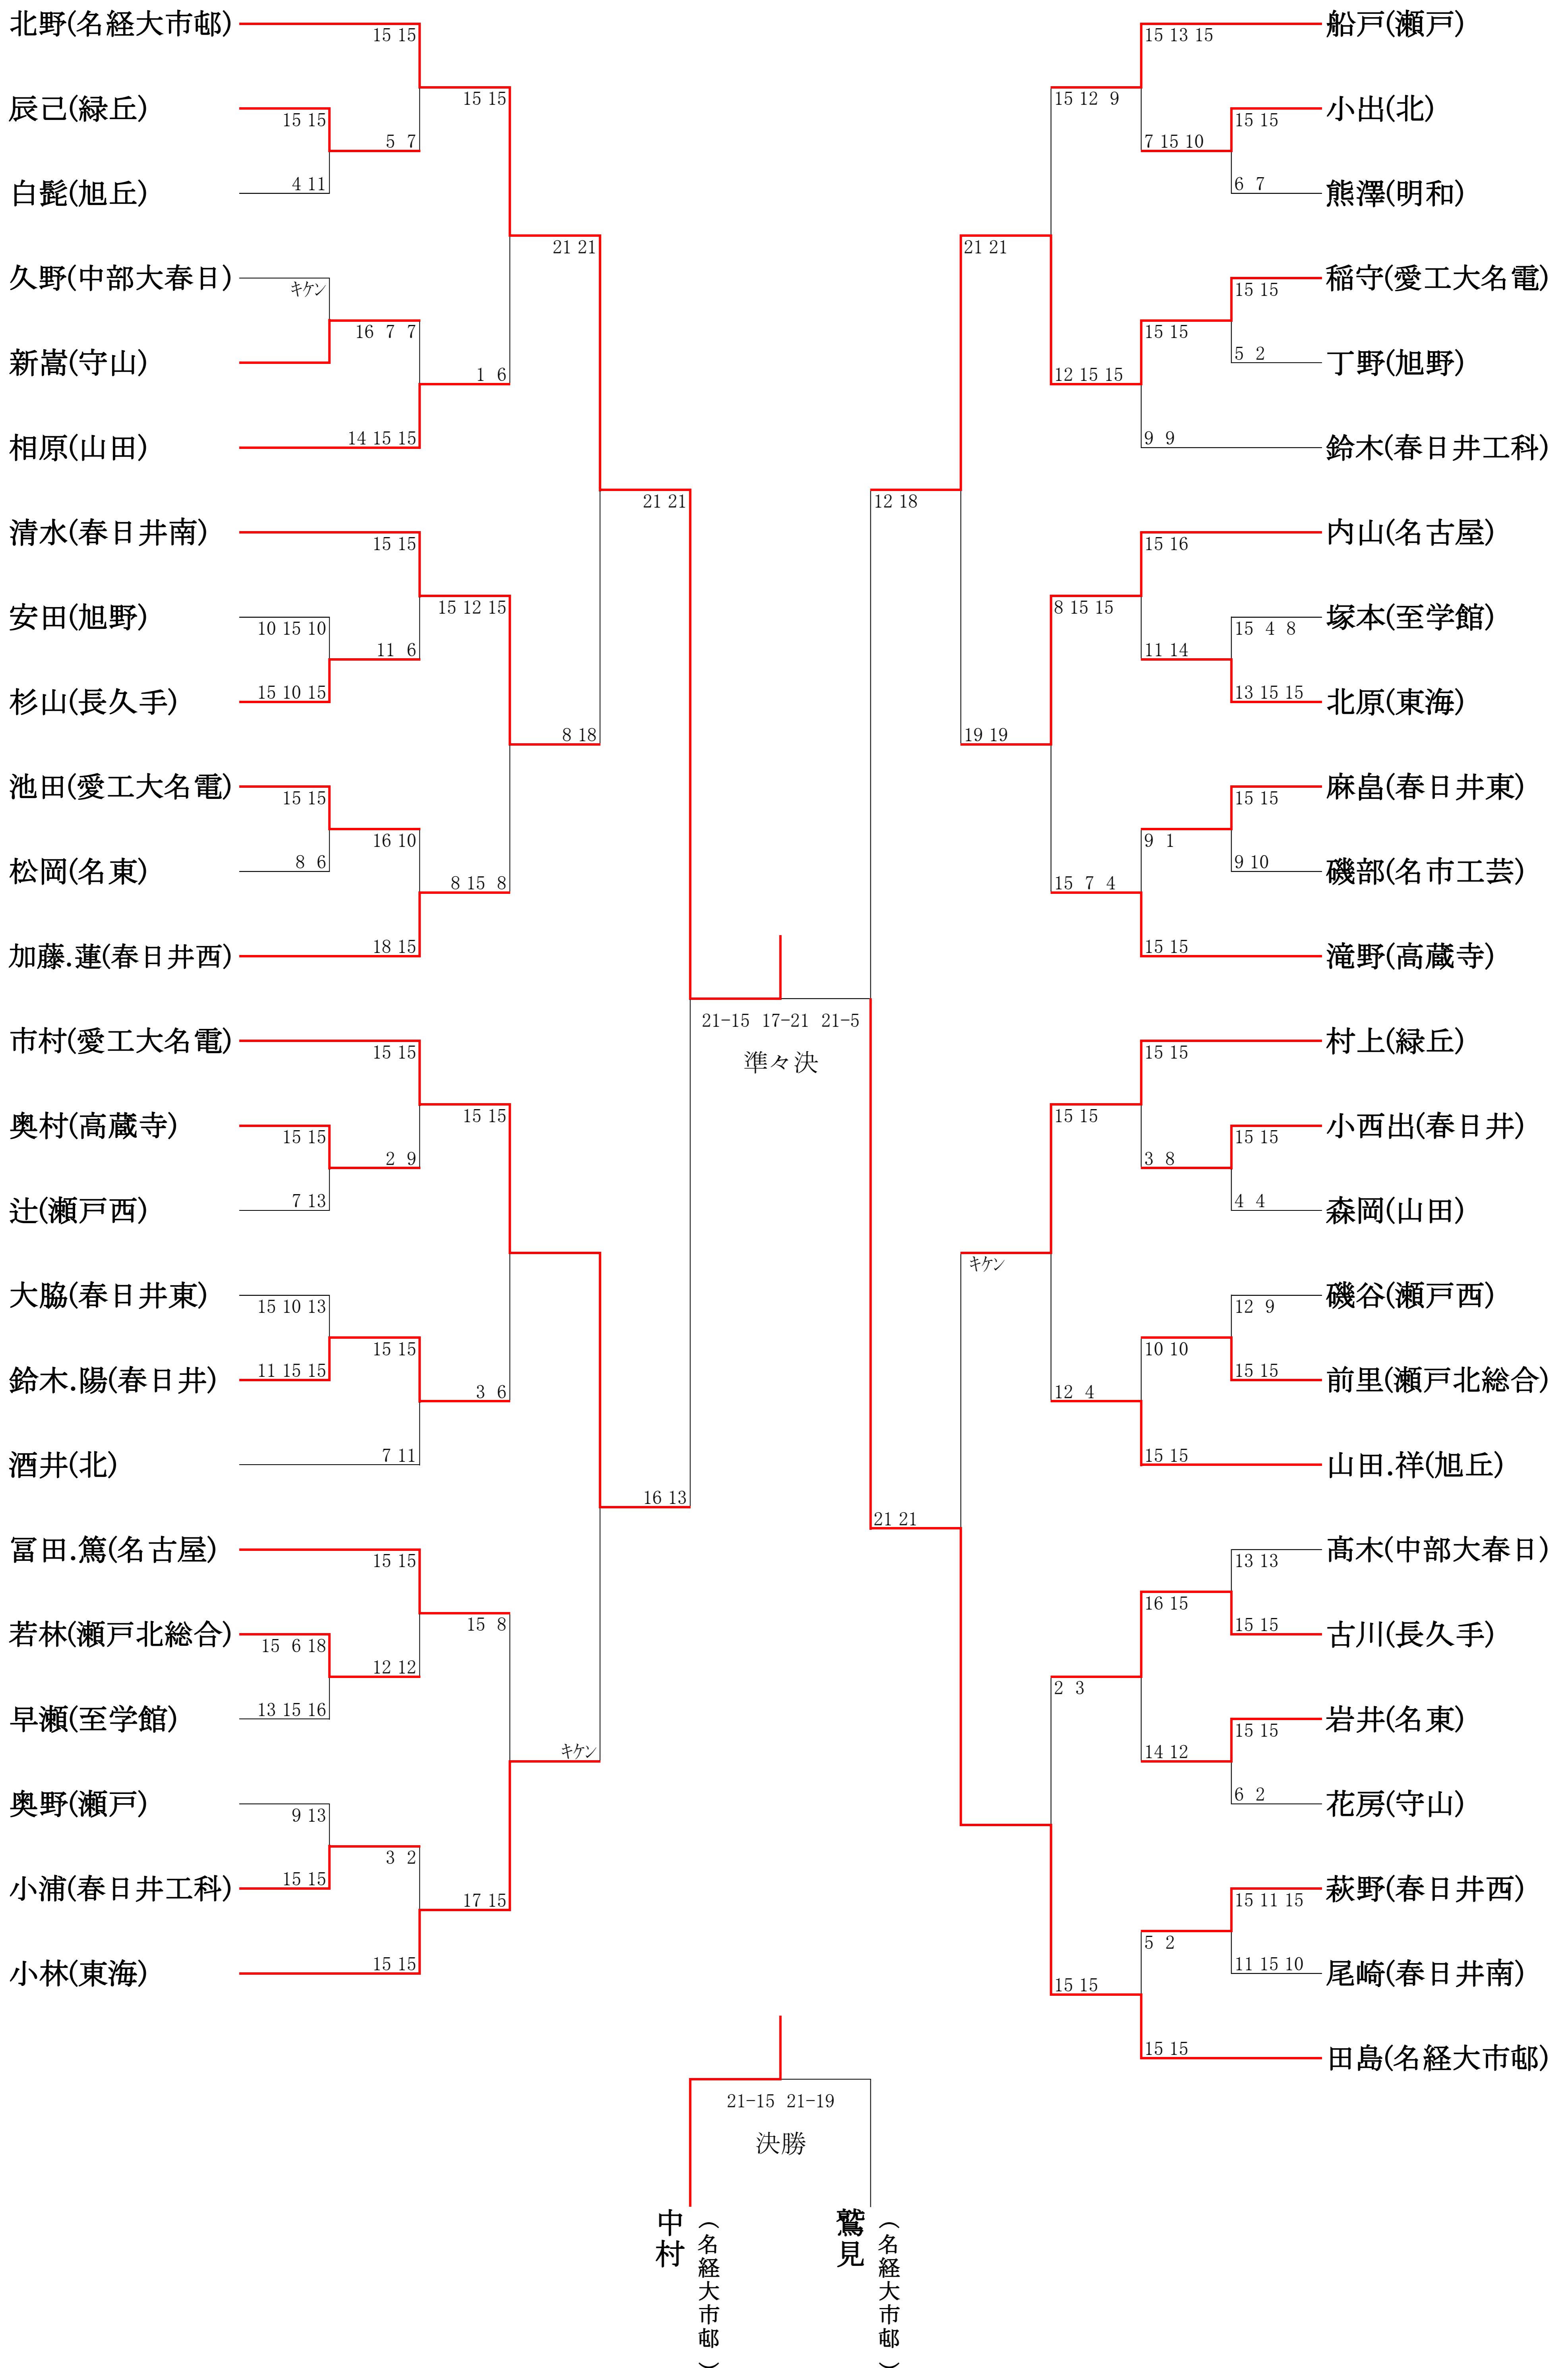 北野(名経大市邨)
15 15
15 15
辰己(緑丘)
15 15
5 7
白髭(旭丘)
4 11
21 21
久野(中部大春日)
キケン
16 7 7
新嵩(守山)
1 6
相原(山田)
14 15 15
21 21
清水(春日井南)
15 15
15 12 15
安田(旭野)
10 15 10
11 6
杉山(長久手)
15 10 15
8 18
池田(愛工大名電)
15 15
16 10
松岡(名東)
8 6
8 15 8
加藤.蓮(春日井西)
18 15
市村(愛工大名電)
15 15
15 15
奥村(高蔵寺)
15 15
2 9
辻(瀬戸西)
7 13
大脇(春日井東)
15 10 13
15 15
鈴木.陽(春日井)
11 15 15
3 6
酒井(北)
7 11
16 13
冨田.篤(名古屋)
15 15
15 8
若林(瀬戸北総合)
15 6 18
12 12
早瀬(至学館)
13 15 16
キケン
奥野(瀬戸)
9 13
3 2
小浦(春日井工科)
15 15
17 15
小林(東海)
15 15
船戸(瀬戸)
15 13 15
15 12 9
小出(北)
15 15
7 15 10
熊澤(明和)
6 7
21 21
稲守(愛工大名電)
15 15
15 15
丁野(旭野)
5 2
12 15 15
鈴木(春日井工科)
9 9
12 18
内山(名古屋)
15 16
8 15 15
塚本(至学館)
15 4 8
11 14
北原(東海)
13 15 15
19 19
麻畠(春日井東)
15 15
9 1
磯部(名市工芸)
9 10
15 7 4
滝野(高蔵寺)
15 15
21-15 17-21 21-5
準々決
村上(緑丘)
15 15
15 15
小西出(春日井)
15 15
3 8
森岡(山田)
4 4
キケン
磯谷(瀬戸西)
12 9
10 10
前里(瀬戸北総合)
15 15
12 4
山田.祥(旭丘)
15 15
21 21
髙木(中部大春日)
13 13
16 15
古川(長久手)
15 15
2 3
岩井(名東)
15 15
14 12
花房(守山)
6 2
萩野(春日井西)
15 11 15
5 2
尾崎(春日井南)
11 15 10
15 15
田島(名経大市邨)
15 15
21-15 21-19
決勝
中村
(名経大市邨)
鷲見
(名経大市邨)